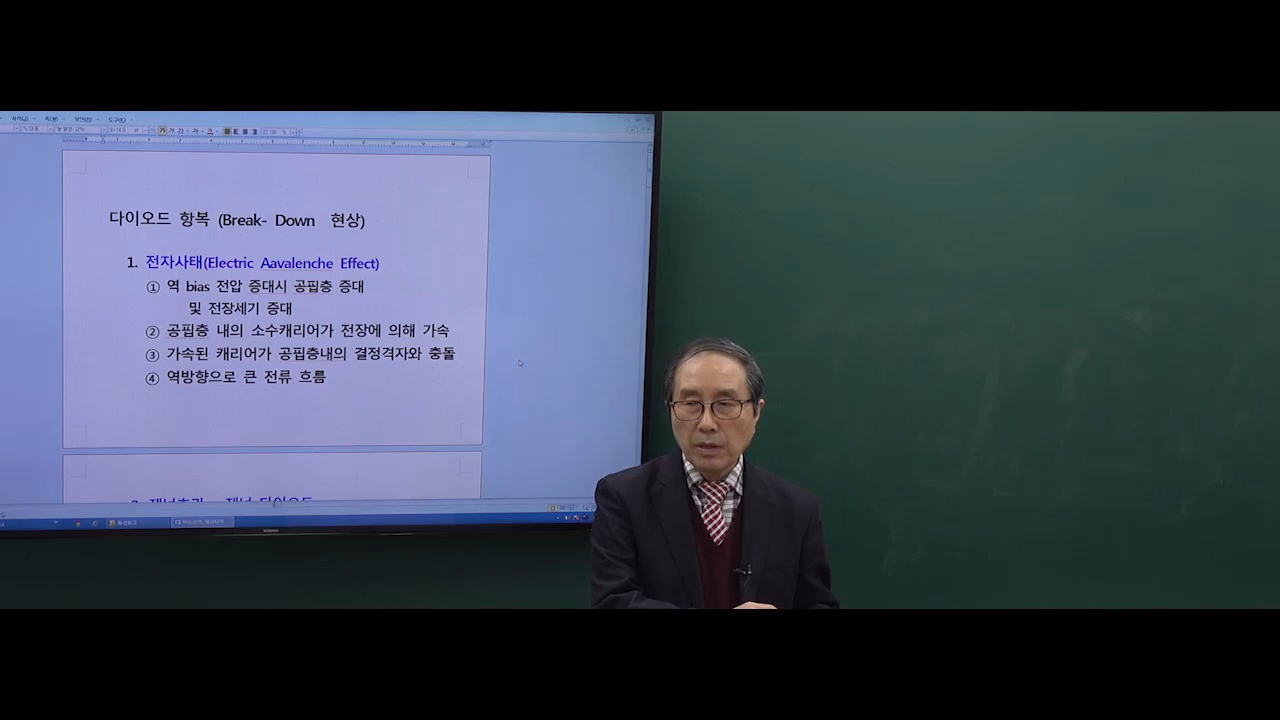 다이오드 항복 (Break- Down 현상)
1. 전자사태(Electric Aavalenche Effect)
① 역 bias 전압 증대시 공핍층 증대
및 전장세기 증대
② 공핍층 내의 소수캐리어가 전장에 의해 가속
③ 가속된 캐리어가 공핍층내의 결정격자와 충돌
④ 역방향으로 큰 전류 흐름